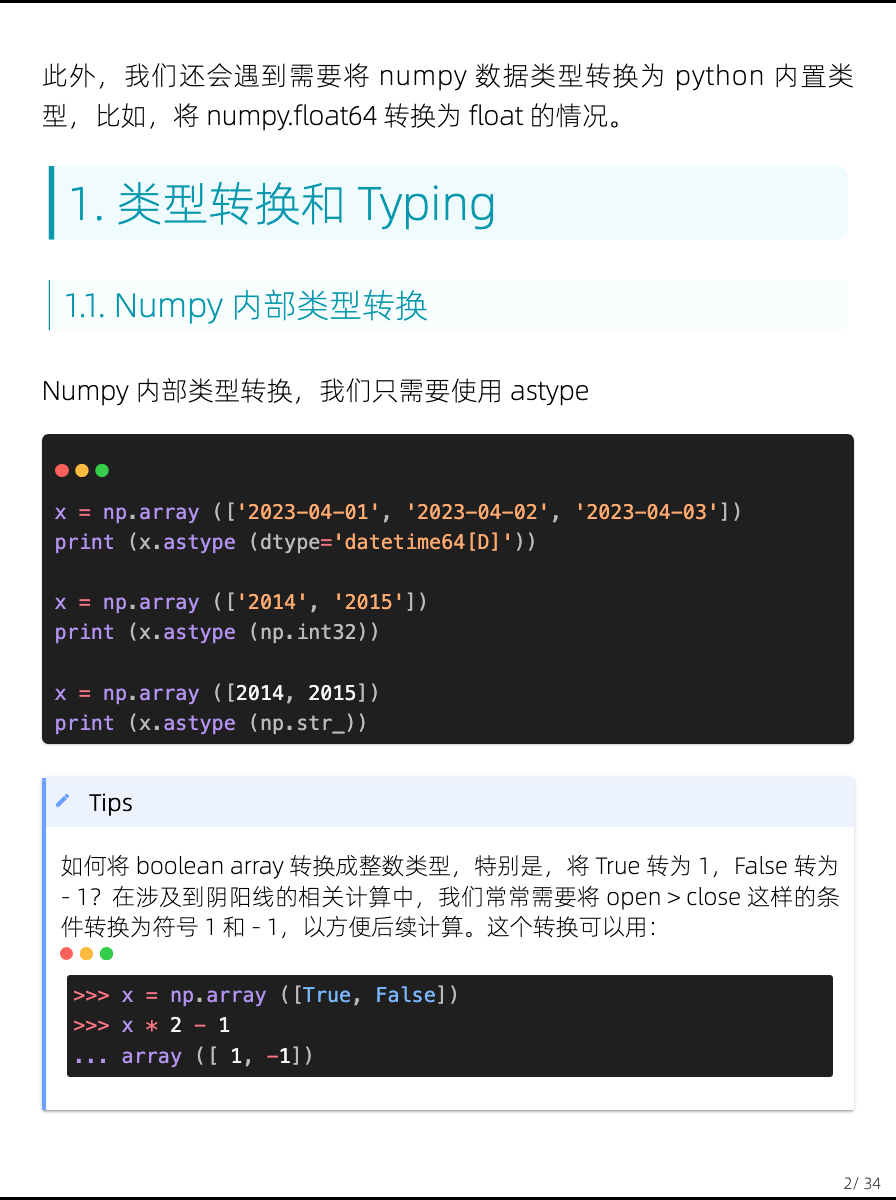 此外，我们还会遇到需要将 numpy 数据类型转换为 python 内置类
型，比如，将 numpy.float64 转换为 float 的情况。
1. 类型转换和 Typing
1.1. Numpy 内部类型转换
Numpy 内部类型转换，我们只需要使用 astype
x = np.array (['2023-04-01', '2023-04-02', '2023-04-03'])
print (x.astype (dtype='datetime64[D]'))
x = np.array (['2014', '2015'])
print (x.astype (np.int32))
x = np.array ([2014, 2015])
print (x.astype (np.str_))
Tips
如何将 boolean array 转换成整数类型，特别是，将 True 转为 1，False 转为
- 1？在涉及到阴阳线的相关计算中，我们常常需要将 open > close 这样的条
件转换为符号 1 和 - 1，以方便后续计算。这个转换可以用：
>>> x = np.array ([True, False])
>>> x * 2 - 1
... array ([ 1, -1])
2/ 34